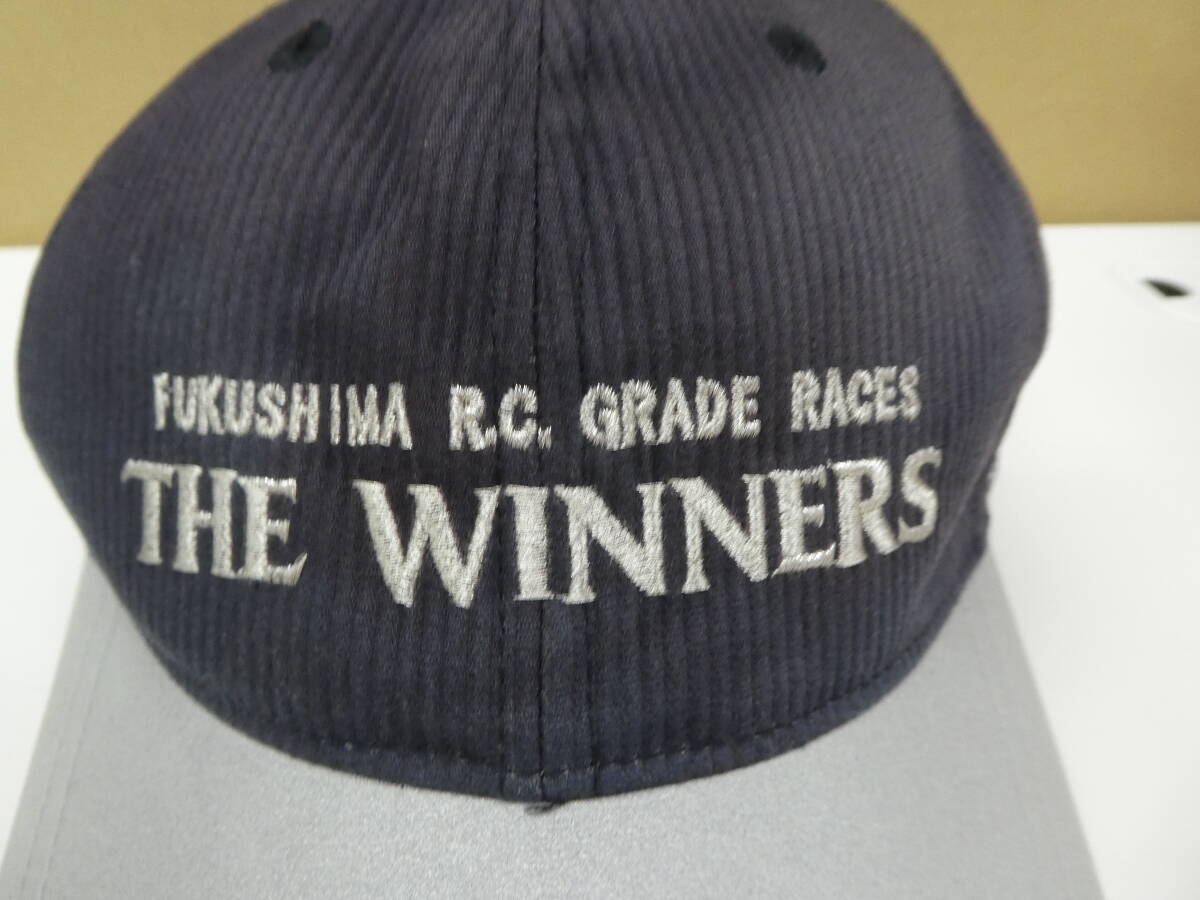 FUKUSHIMA R.C. GRADE RACES
THE WINNERS